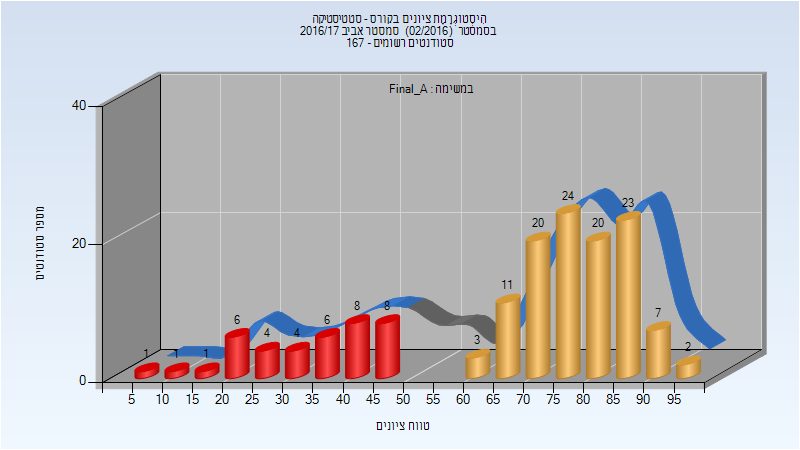 היסטוגרמת ציונים בקורס - סטטיסטיקה
בסמסטר (02/2016) סמסטר אביב 2016/17
סטודנטים רשומים - 167
במשימה : Final_A
מספר סטודנטים
40
20
0
1 1 1 6 4 4 6 8 8 3 11 20 24 20 23 7 2
5 10 15 20 25 30 35 40 45 50 55 60 65 70 75 80 85 90 95
טווח ציונים